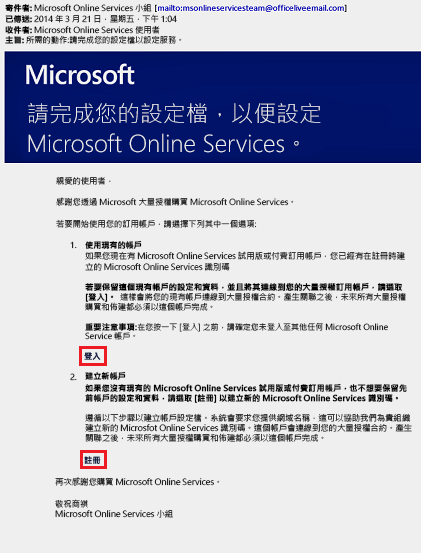 寄件者: Microsoft Online Services 小組 [mailto:msonlineservicesteam@officeliveemail.com]
已傳送: 2014 年 3 月 21 日，星期五，下午 1:04
收件者: Microsoft Online Services 使用者
主旨: 所需的動作:請完成您的設定檔以設定服務。
Microsoft
請完成您的設定檔，以便設定
Microsoft Online Services。
親愛的使用者，
感謝您透過 Microsoft 大量授權購買 Microsoft Online Services。
若要開始使用您的訂用帳戶，請選擇下列其中一個選項:
1. 使用現有的帳戶
如果您現在有 Microsoft Online Services 試用版或付費訂用帳戶，您已經有在註冊時建
立的 Microsoft Online Services 識別碼
若要保留這個現有帳戶的設定和資料，並且將其連線到您的大量授權訂用帳戶，請選取
[登入]。 這樣會將您的現有帳戶連線到大量授權合約。產生關聯之後，未來所有大量授權
購買和佈建都必須以這個帳戶完成。
重要注意事項:在您按一下 [登入] 之前，請確定您未登入至其他任何 Microsoft Online
Service 帳戶。
登入
2. 建立新帳戶
如果您沒有現有的 Microsoft Online Services 試用版或付費訂用帳戶，也不想要保留先
前帳戶的設定和資料，請選取 [註冊] 以建立新的 Microsoft Online Services 識別碼。
遵循以下步驟以建立帳戶設定檔。系統會要求您提供網域名稱，這可以協助我們為貴組織
建立新的 Microsfot Online Services 識別碼。這個帳戶會連線到您的大量授權合約。產生
關聯之後，未來所有大量授權購買和佈建都必須以這個帳戶完成。
註冊
再次感謝您購買 Microsoft Online Services。
敬祝商祺
Microsoft Online Services 小組